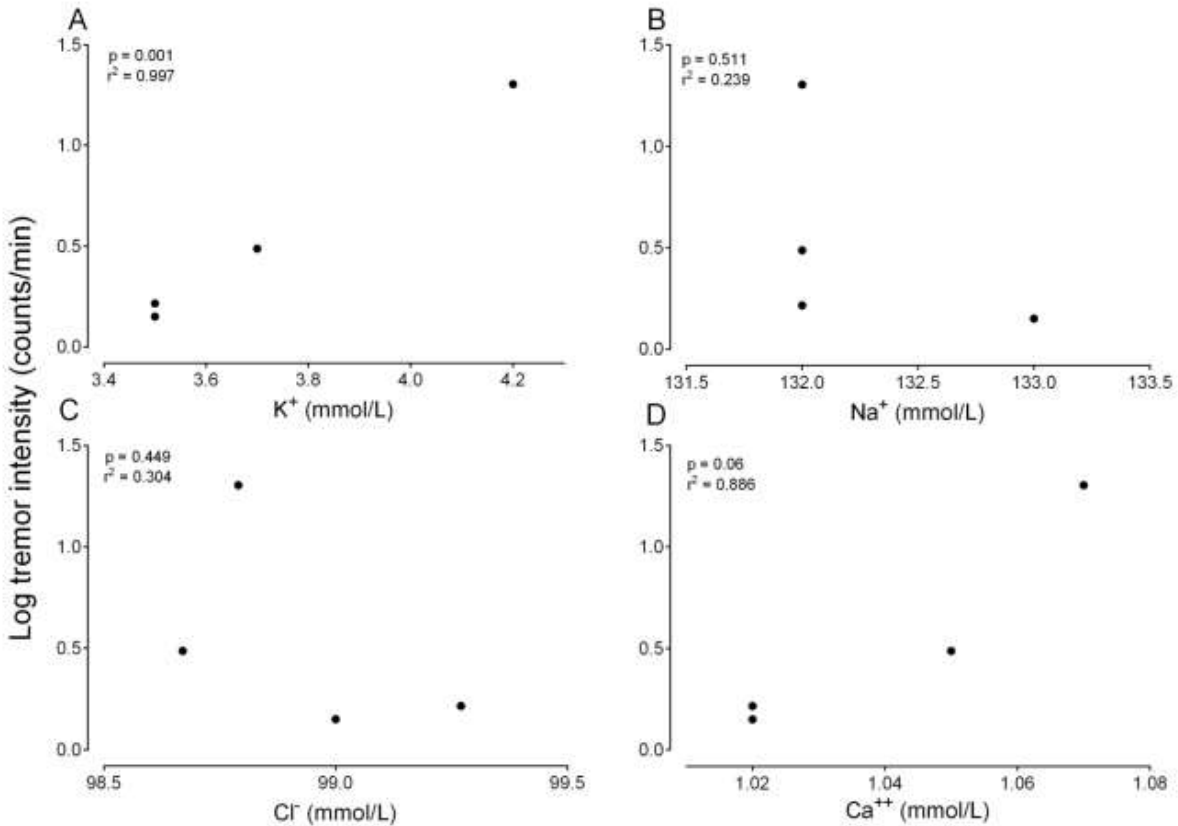 A
p = 0.001
r² = 0.997
1.5
1.0
0.5
0.0
3.4 3.6 3.8 4.0 4.2
K⁺ (mmol/L)
B
p = 0.511
r² = 0.239
1.5
1.0
0.5
0.0
131.5 132.0 132.5 133.0 133.5
Na⁺ (mmol/L)
Log tremor intensity (counts/min)
C
p = 0.449
r² = 0.304
1.5
1.0
0.5
0.0
98.5 99.0 99.5
Cl⁻ (mmol/L)
D
p = 0.06
r² = 0.886
1.5
1.0
0.5
0.0
1.02 1.04 1.06 1.08
Ca⁺⁺ (mmol/L)